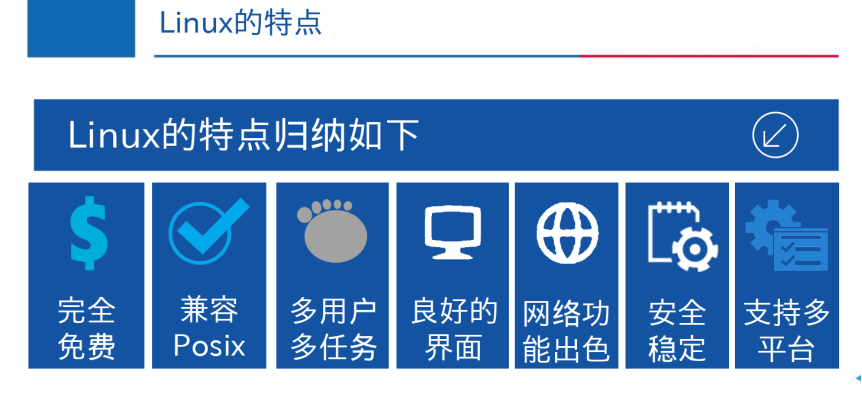 Linux的特点
Linux的特点归纳如下
完全
免费
兼容
Posix
多用户
多任务
良好的
界面
网络功
能出色
安全
稳定
支持多
平台